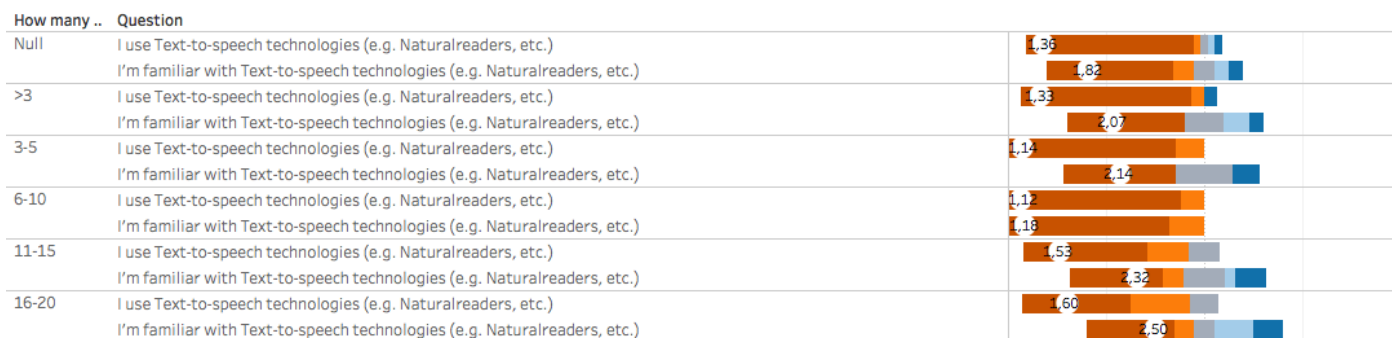 How many .. Question
Null I use Text-to-speech technologies (e.g. Naturalreaders, etc.) 1,36
I'm familiar with Text-to-speech technologies (e.g. Naturalreaders, etc.) 1,82
>3 I use Text-to-speech technologies (e.g. Naturalreaders, etc.) 1,33
I'm familiar with Text-to-speech technologies (e.g. Naturalreaders, etc.) 2,07
3-5 I use Text-to-speech technologies (e.g. Naturalreaders, etc.) 1,14
I'm familiar with Text-to-speech technologies (e.g. Naturalreaders, etc.) 2,14
6-10 I use Text-to-speech technologies (e.g. Naturalreaders, etc.) 1,12
I'm familiar with Text-to-speech technologies (e.g. Naturalreaders, etc.) 1,18
11-15 I use Text-to-speech technologies (e.g. Naturalreaders, etc.) 1,53
I'm familiar with Text-to-speech technologies (e.g. Naturalreaders, etc.) 2,32
16-20 I use Text-to-speech technologies (e.g. Naturalreaders, etc.) 1,60
I'm familiar with Text-to-speech technologies (e.g. Naturalreaders, etc.) 2,50